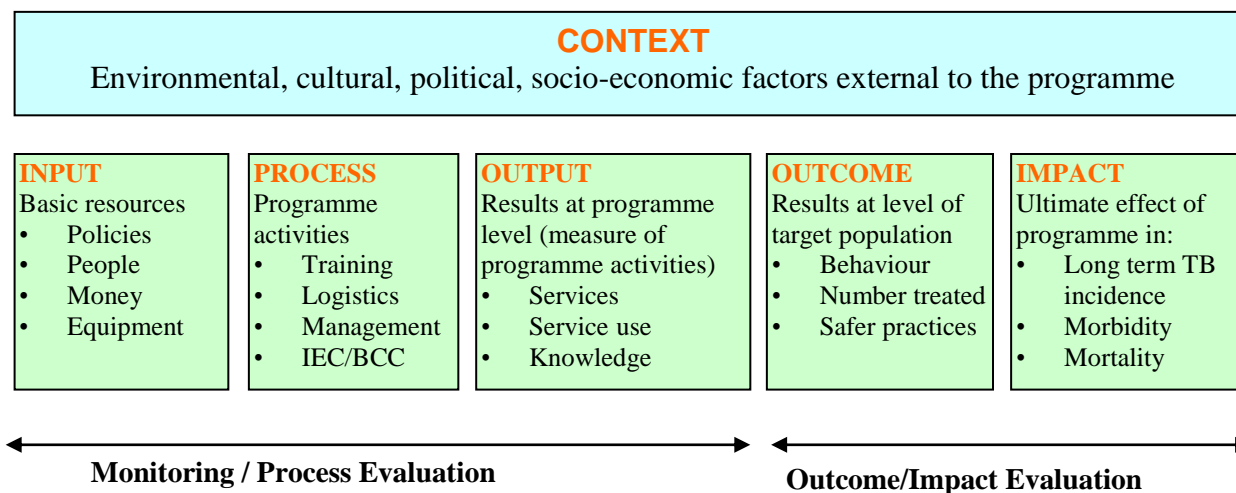 CONTEXT
Environmental, cultural, political, socio-economic factors external to the programme
INPUT
Basic resources
• Policies
• People
• Money
• Equipment
PROCESS
Programme
activities
• Training
• Logistics
• Management
• IEC/BCC
OUTPUT
Results at programme
level (measure of
programme activities)
• Services
• Service use
• Knowledge
OUTCOME
Results at level of
target population
• Behaviour
• Number treated
• Safer practices
IMPACT
Ultimate effect of
programme in:
• Long term TB
incidence
• Morbidity
• Mortality
Monitoring / Process Evaluation
Outcome/Impact Evaluation